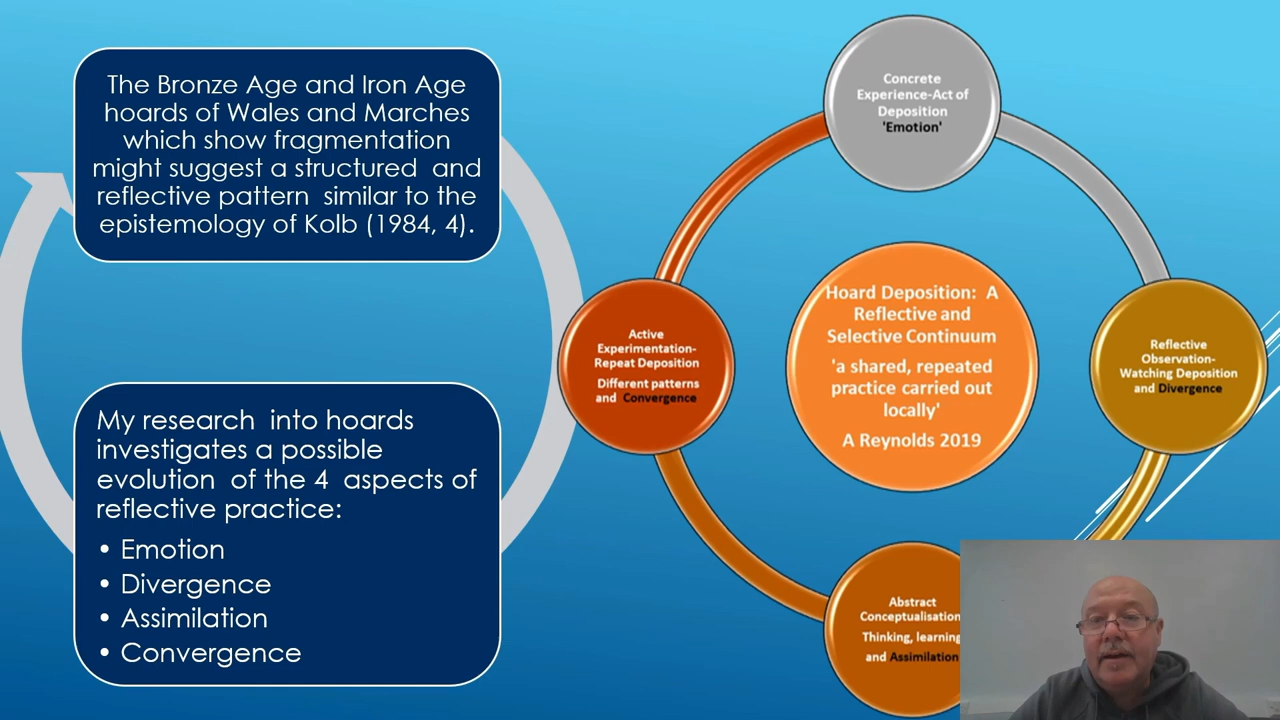 The Bronze Age and Iron Age
hoards of Wales and Marches
which show fragmentation
might suggest a structured and
reflective pattern similar to the
epistemology of Kolb (1984, 4).
My research into hoards
investigates a possible
evolution of the 4 aspects of
reflective practice:
• Emotion
• Divergence
• Assimilation
• Convergence
Concrete
Experience-Act of
Deposition
'Emotion'
Reflective
Observation-
Watching Deposition
and Divergence
Abstract
Conceptualisation
Thinking, learning
and Assimilation
Active
Experimentation-
Repeat Deposition
Different patterns
and Convergence
Hoard Deposition: A
Reflective and
Selective Continuum
'a shared, repeated
practice carried out
locally'
A Reynolds 2019